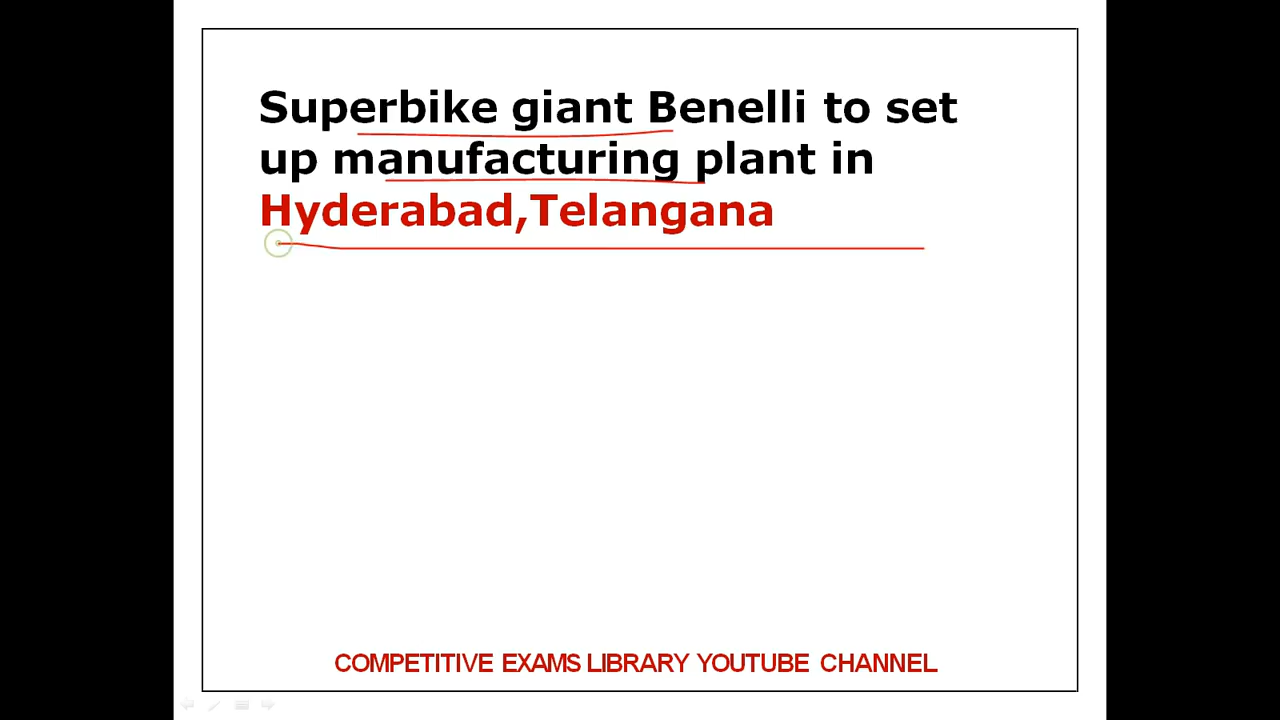 Superbike giant Benelli to set
up manufacturing plant in
Hyderabad,Telangana
COMPETITIVE EXAMS LIBRARY YOUTUBE CHANNEL